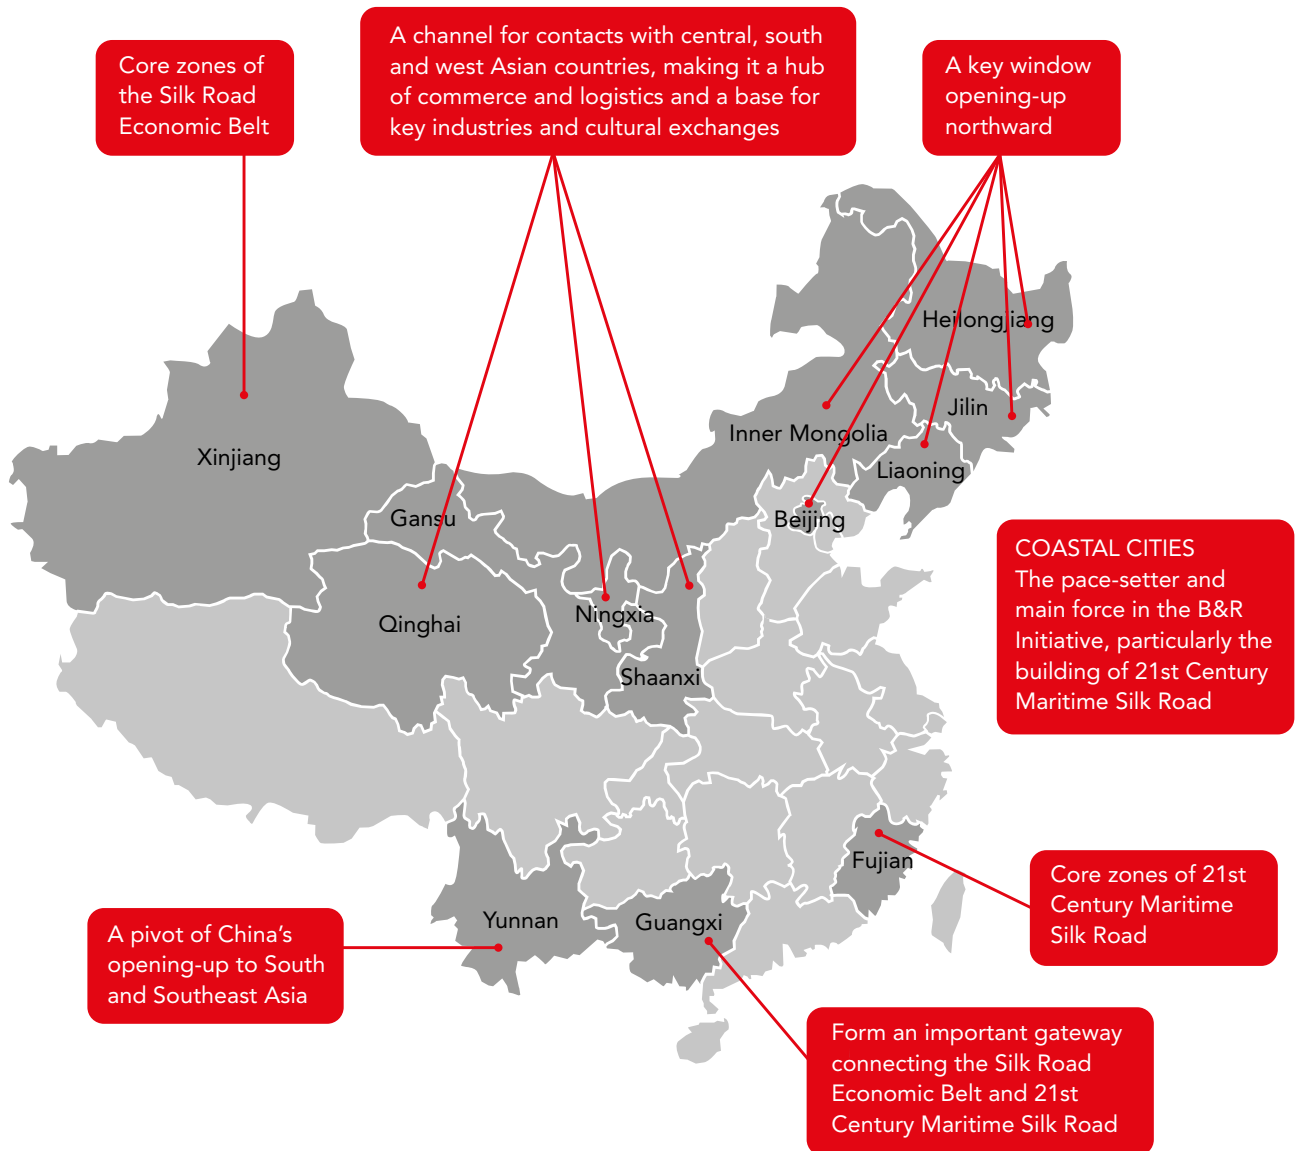 Core zones of
the Silk Road
Economic Belt
A channel for contacts with central, south
and west Asian countries, making it a hub
of commerce and logistics and a base for
key industries and cultural exchanges
A key window
opening-up
northward
Heilongjiang
Jilin
Inner Mongolia
Liaoning
Xinjiang
Gansu
Beijing
Qinghai
Ningxia
Shaanxi
COASTAL CITIES
The pace-setter and
main force in the B&R
Initiative, particularly the
building of 21st Century
Maritime Silk Road
Fujian
Yunnan
Guangxi
Core zones of 21st
Century Maritime
Silk Road
A pivot of China’s
opening-up to South
and Southeast Asia
Form an important gateway
connecting the Silk Road
Economic Belt and 21st
Century Maritime Silk Road